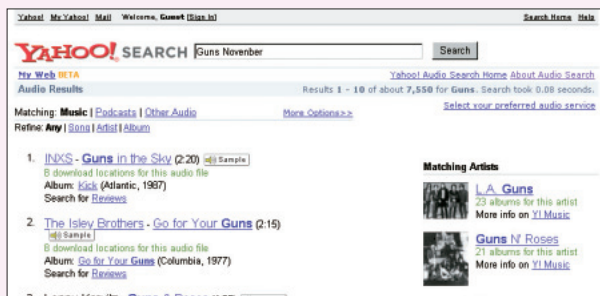 Yahoo! My Yahoo! Mail Welcome, Guest [Sign In] Search Home Help
YAHOO! SEARCH Guns Novenber Search
My Web BETA Yahoo! Audio Search Home About Audio Search
Audio Results Results 1 - 10 of about 7,550 for Guns. Search took 0.08 seconds.
Matching: Music | Podcasts | Other Audio More Options>> Select your preferred audio service
Refine: Any | Song | Artist | Album
1. INXS - Guns in the Sky (2:20) Sample
8 download locations for this audio file
Album: Kick (Atlantic, 1987)
Search for Reviews
2. The Isley Brothers - Go for Your Guns (2:15)
Sample
8 download locations for this audio file
Album: Go for Your Guns (Columbia, 1977)
Search for Reviews
Matching Artists
L.A. Guns
23 albums for this artist
More info on Y! Music
Guns N' Roses
21 albums for this artist
More info on Y! Music